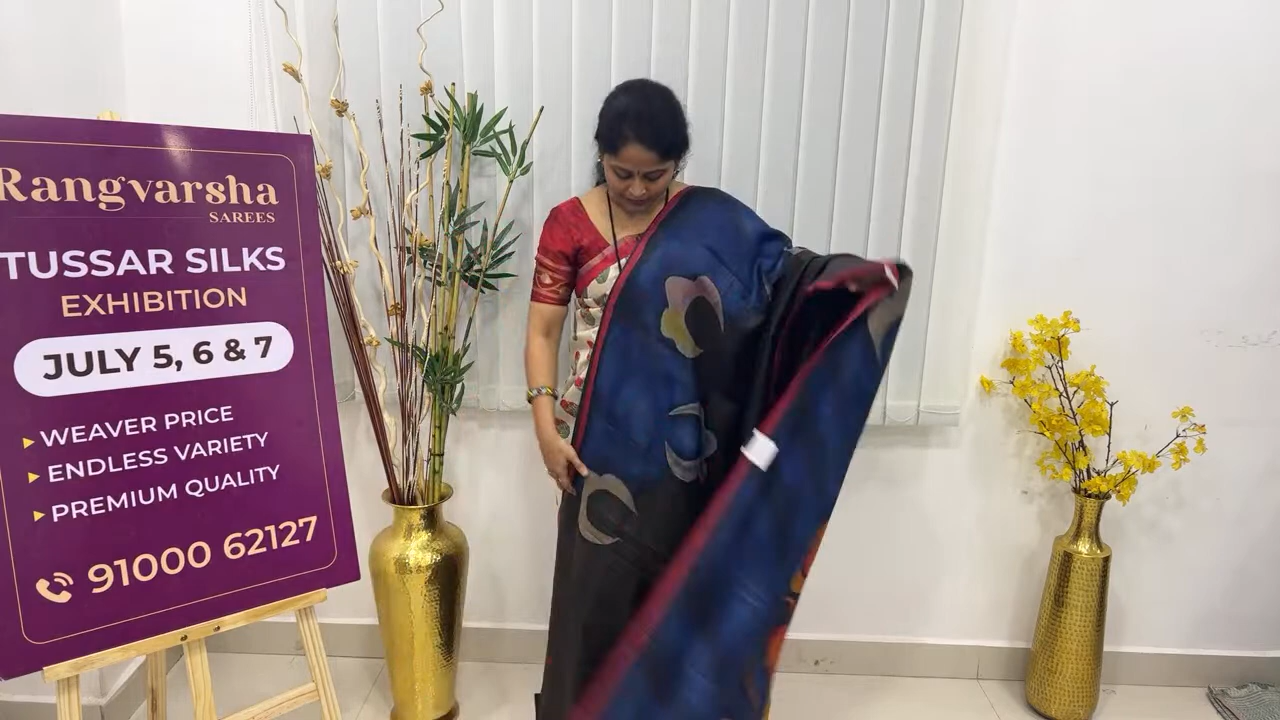 Rangvarsha
SAREES
TUSSAR SILKS
EXHIBITION
JULY 5, 6 & 7
WEAVER PRICE
ENDLESS VARIETY
PREMIUM QUALITY
91000 62127